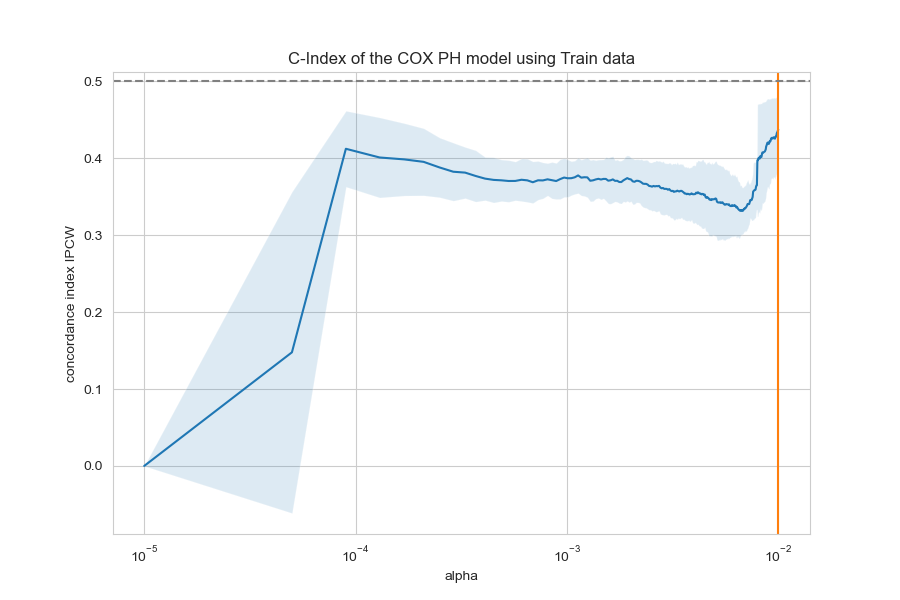 C-Index of the COX PH model using Train data
concordance index IPCW
0.5
0.4
0.3
0.2
0.1
0.0
10⁻⁵ 10⁻⁴ 10⁻³ 10⁻²
alpha